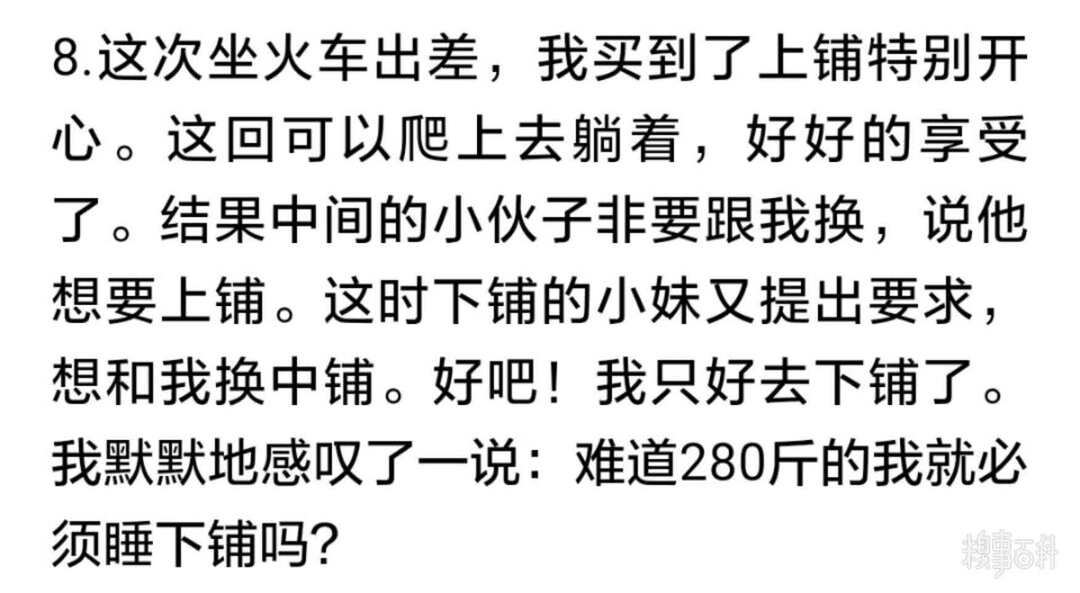 8.这次坐火车出差，我买到了上铺特别开
心。这回可以爬上去躺着，好好的享受
了。结果中间的小伙子非要跟我换，说他
想要上铺。这时下铺的小妹又提出要求，
想和我换中铺。好吧！我只好去下铺了。
我默默地感叹了一说：难道280斤的我就必
须睡下铺吗？
糗事百科